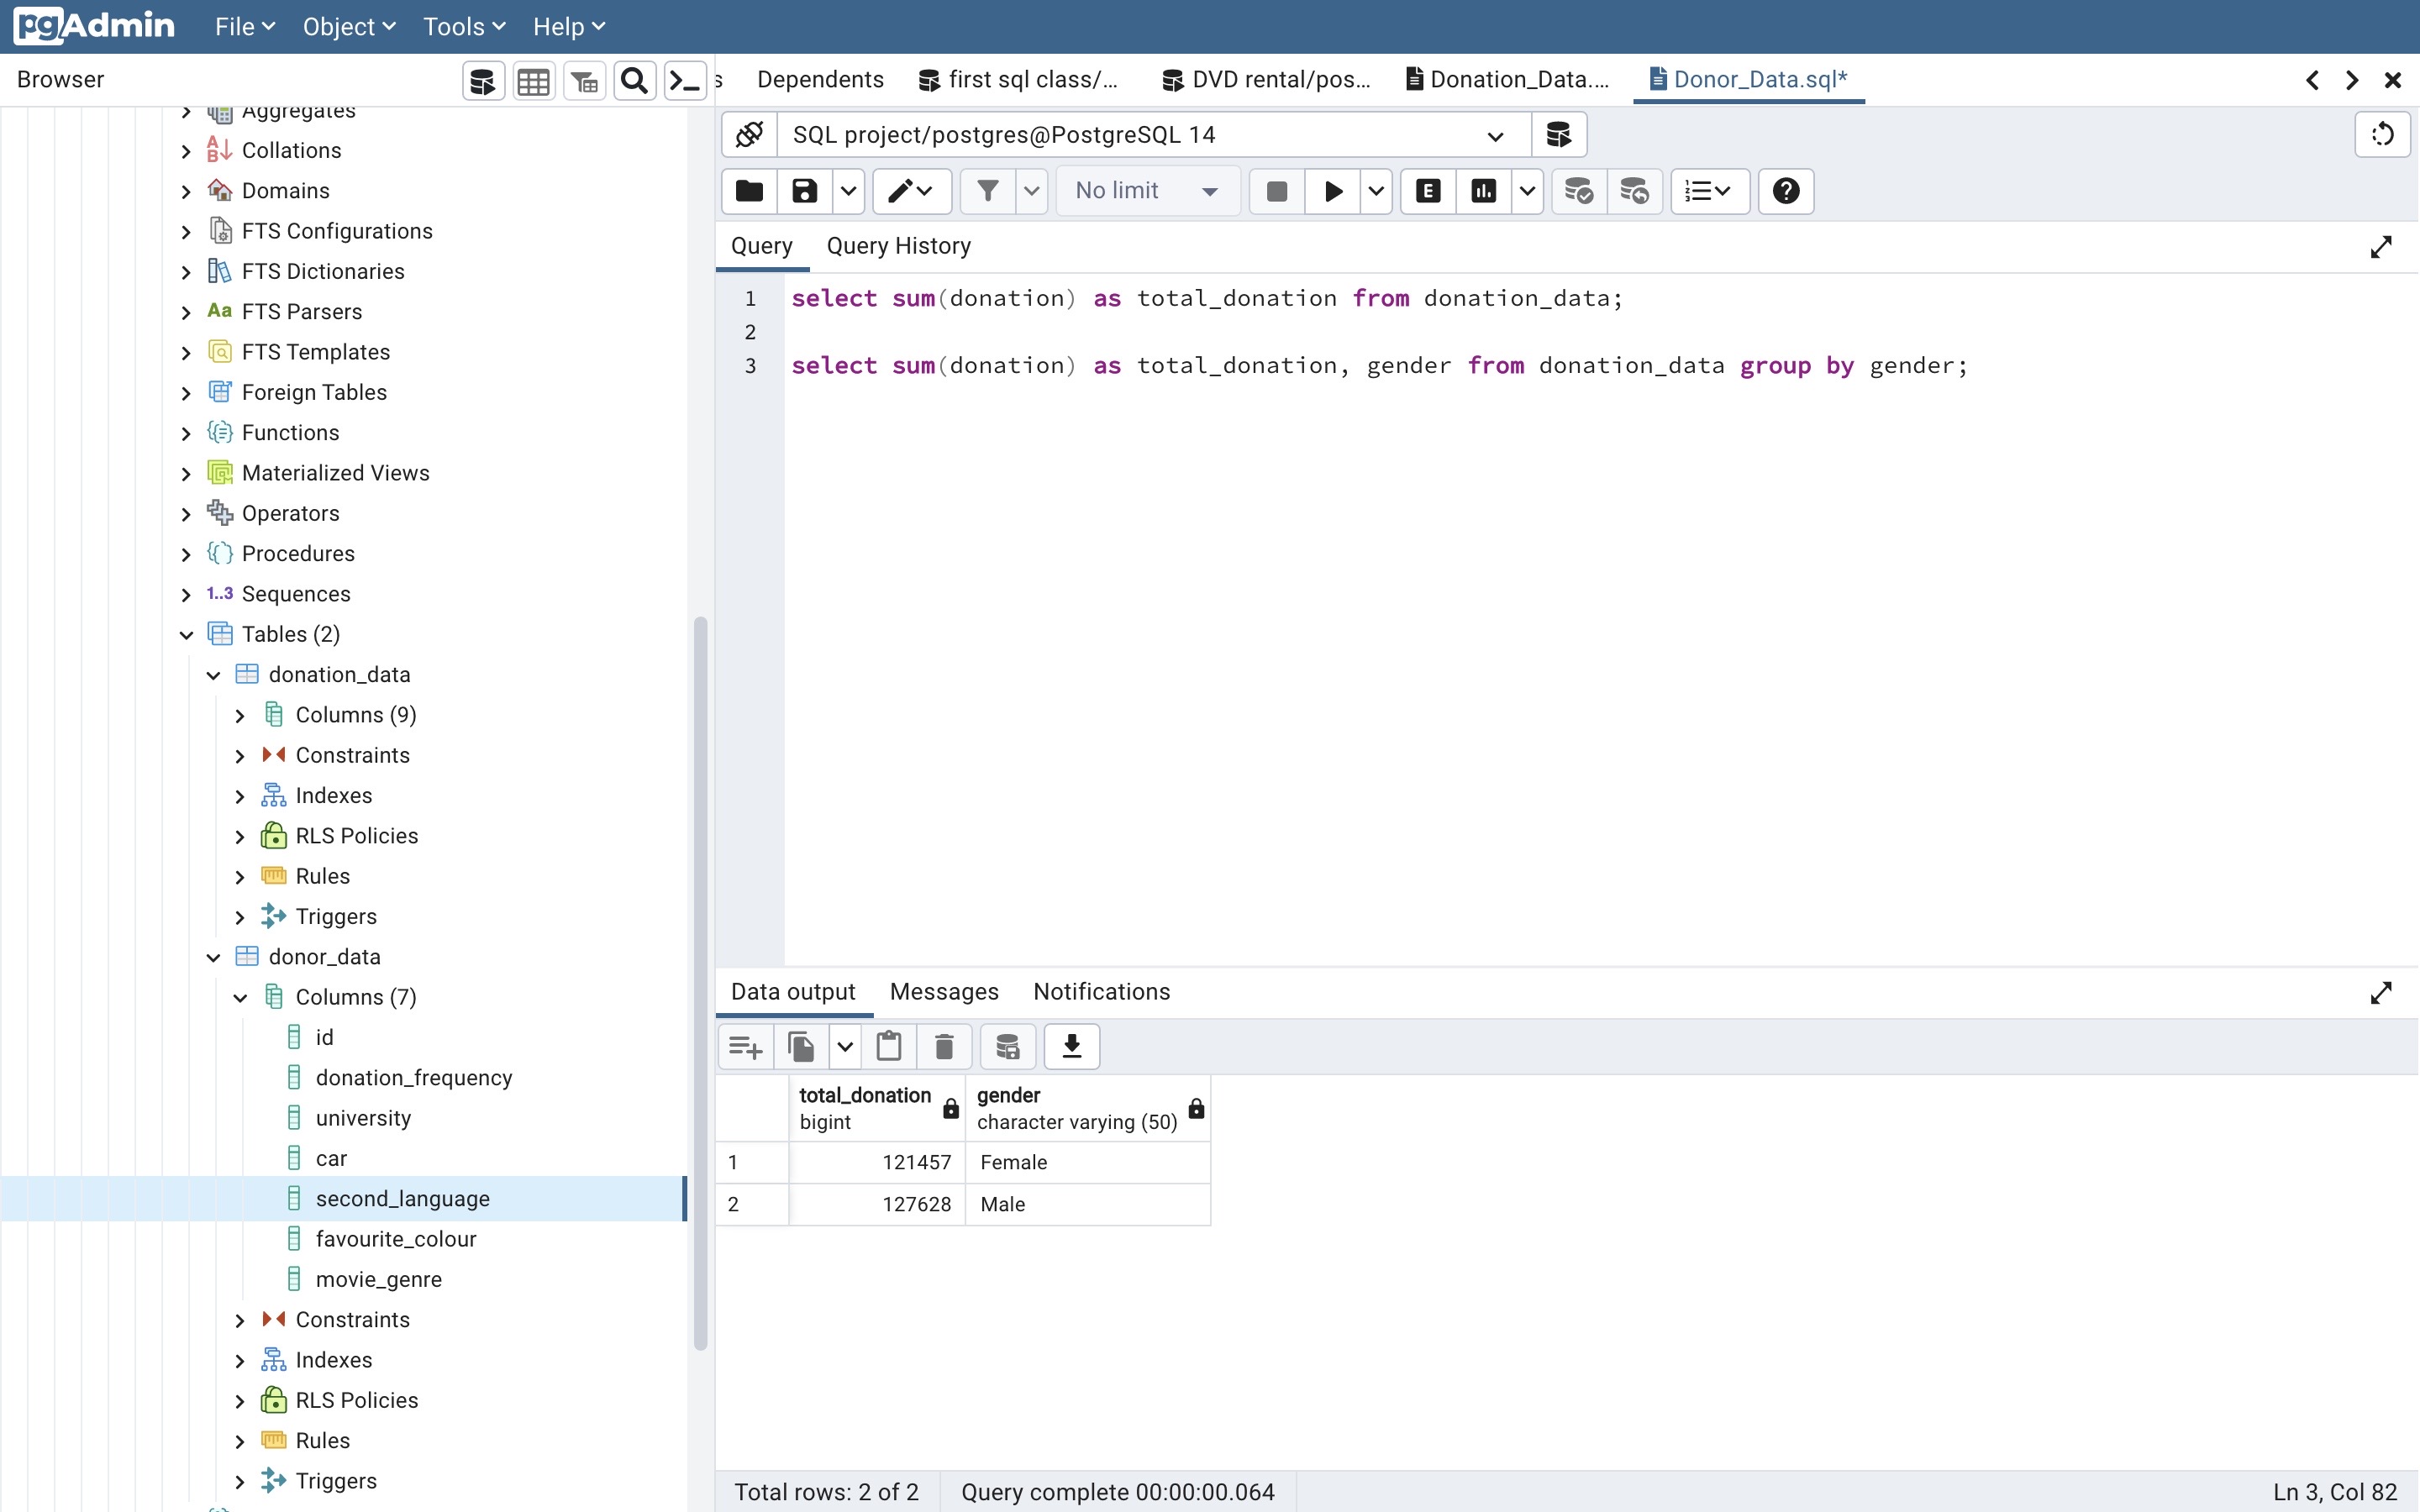 pgAdmin File Object Tools Help
Browser
s Dependents first sql class/... DVD rental/pos... Donation_Data.... Donor_Data.sql*
SQL project/postgres@PostgreSQL 14
No limit
E
Query Query History
1 select sum(donation) as total_donation from donation_data;
2
3 select sum(donation) as total_donation, gender from donation_data group by gender;
Aggregates
Collations
Domains
FTS Configurations
FTS Dictionaries
Aa FTS Parsers
FTS Templates
Foreign Tables
Functions
Materialized Views
Operators
Procedures
1..3 Sequences
Tables (2)
donation_data
Columns (9)
Constraints
Indexes
RLS Policies
Rules
Triggers
donor_data
Columns (7)
id
donation_frequency
university
car
second_language
favourite_colour
movie_genre
Constraints
Indexes
RLS Policies
Rules
Triggers
Data output Messages Notifications
total_donation gender
bigint character varying (50)
1 121457 Female
2 127628 Male
Total rows: 2 of 2 Query complete 00:00:00.064 Ln 3, Col 82